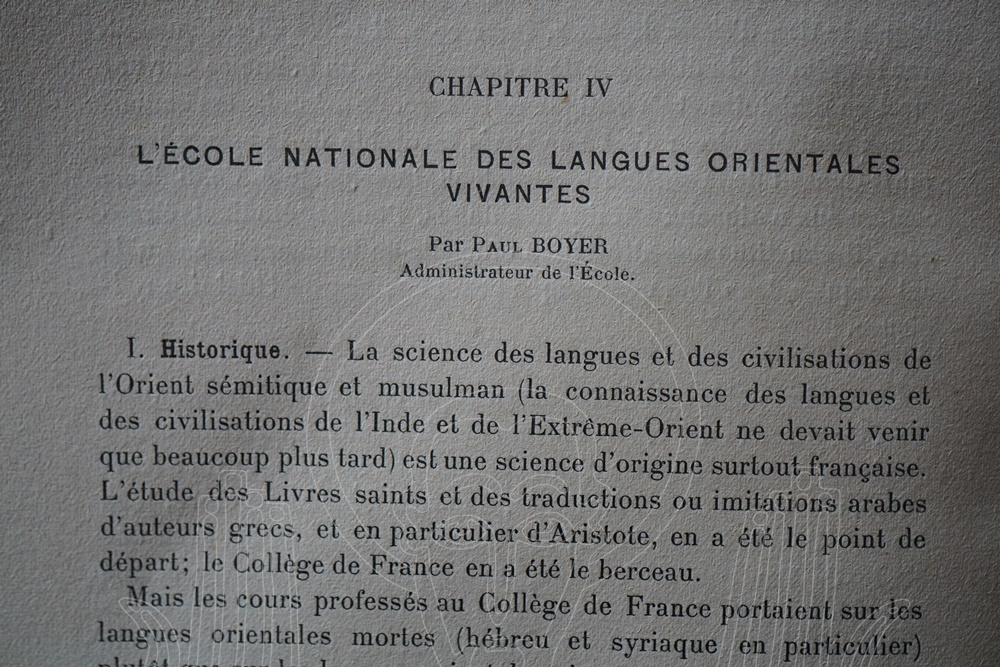 CHAPITRE IV
L'ÉCOLE NATIONALE DES LANGUES ORIENTALES
VIVANTES
Par PAUL BOYER
Administrateur de l'École.
I. Historique. — La science des langues et des civilisations de
l'Orient sémitique et musulman (la connaissance des langues et
des civilisations de l'Inde et de l'Extrême-Orient ne devait venir
que beaucoup plus tard) est une science d'origine surtout française.
L'étude des Livres saints et des traductions ou imitations arabes
d'auteurs grecs, et en particulier d'Aristote, en a été le point de
départ; le Collège de France en a été le berceau.
Mais les cours professés au Collège de France portaient sur les
langues orientales mortes (hébreu et syriaque en particulier)